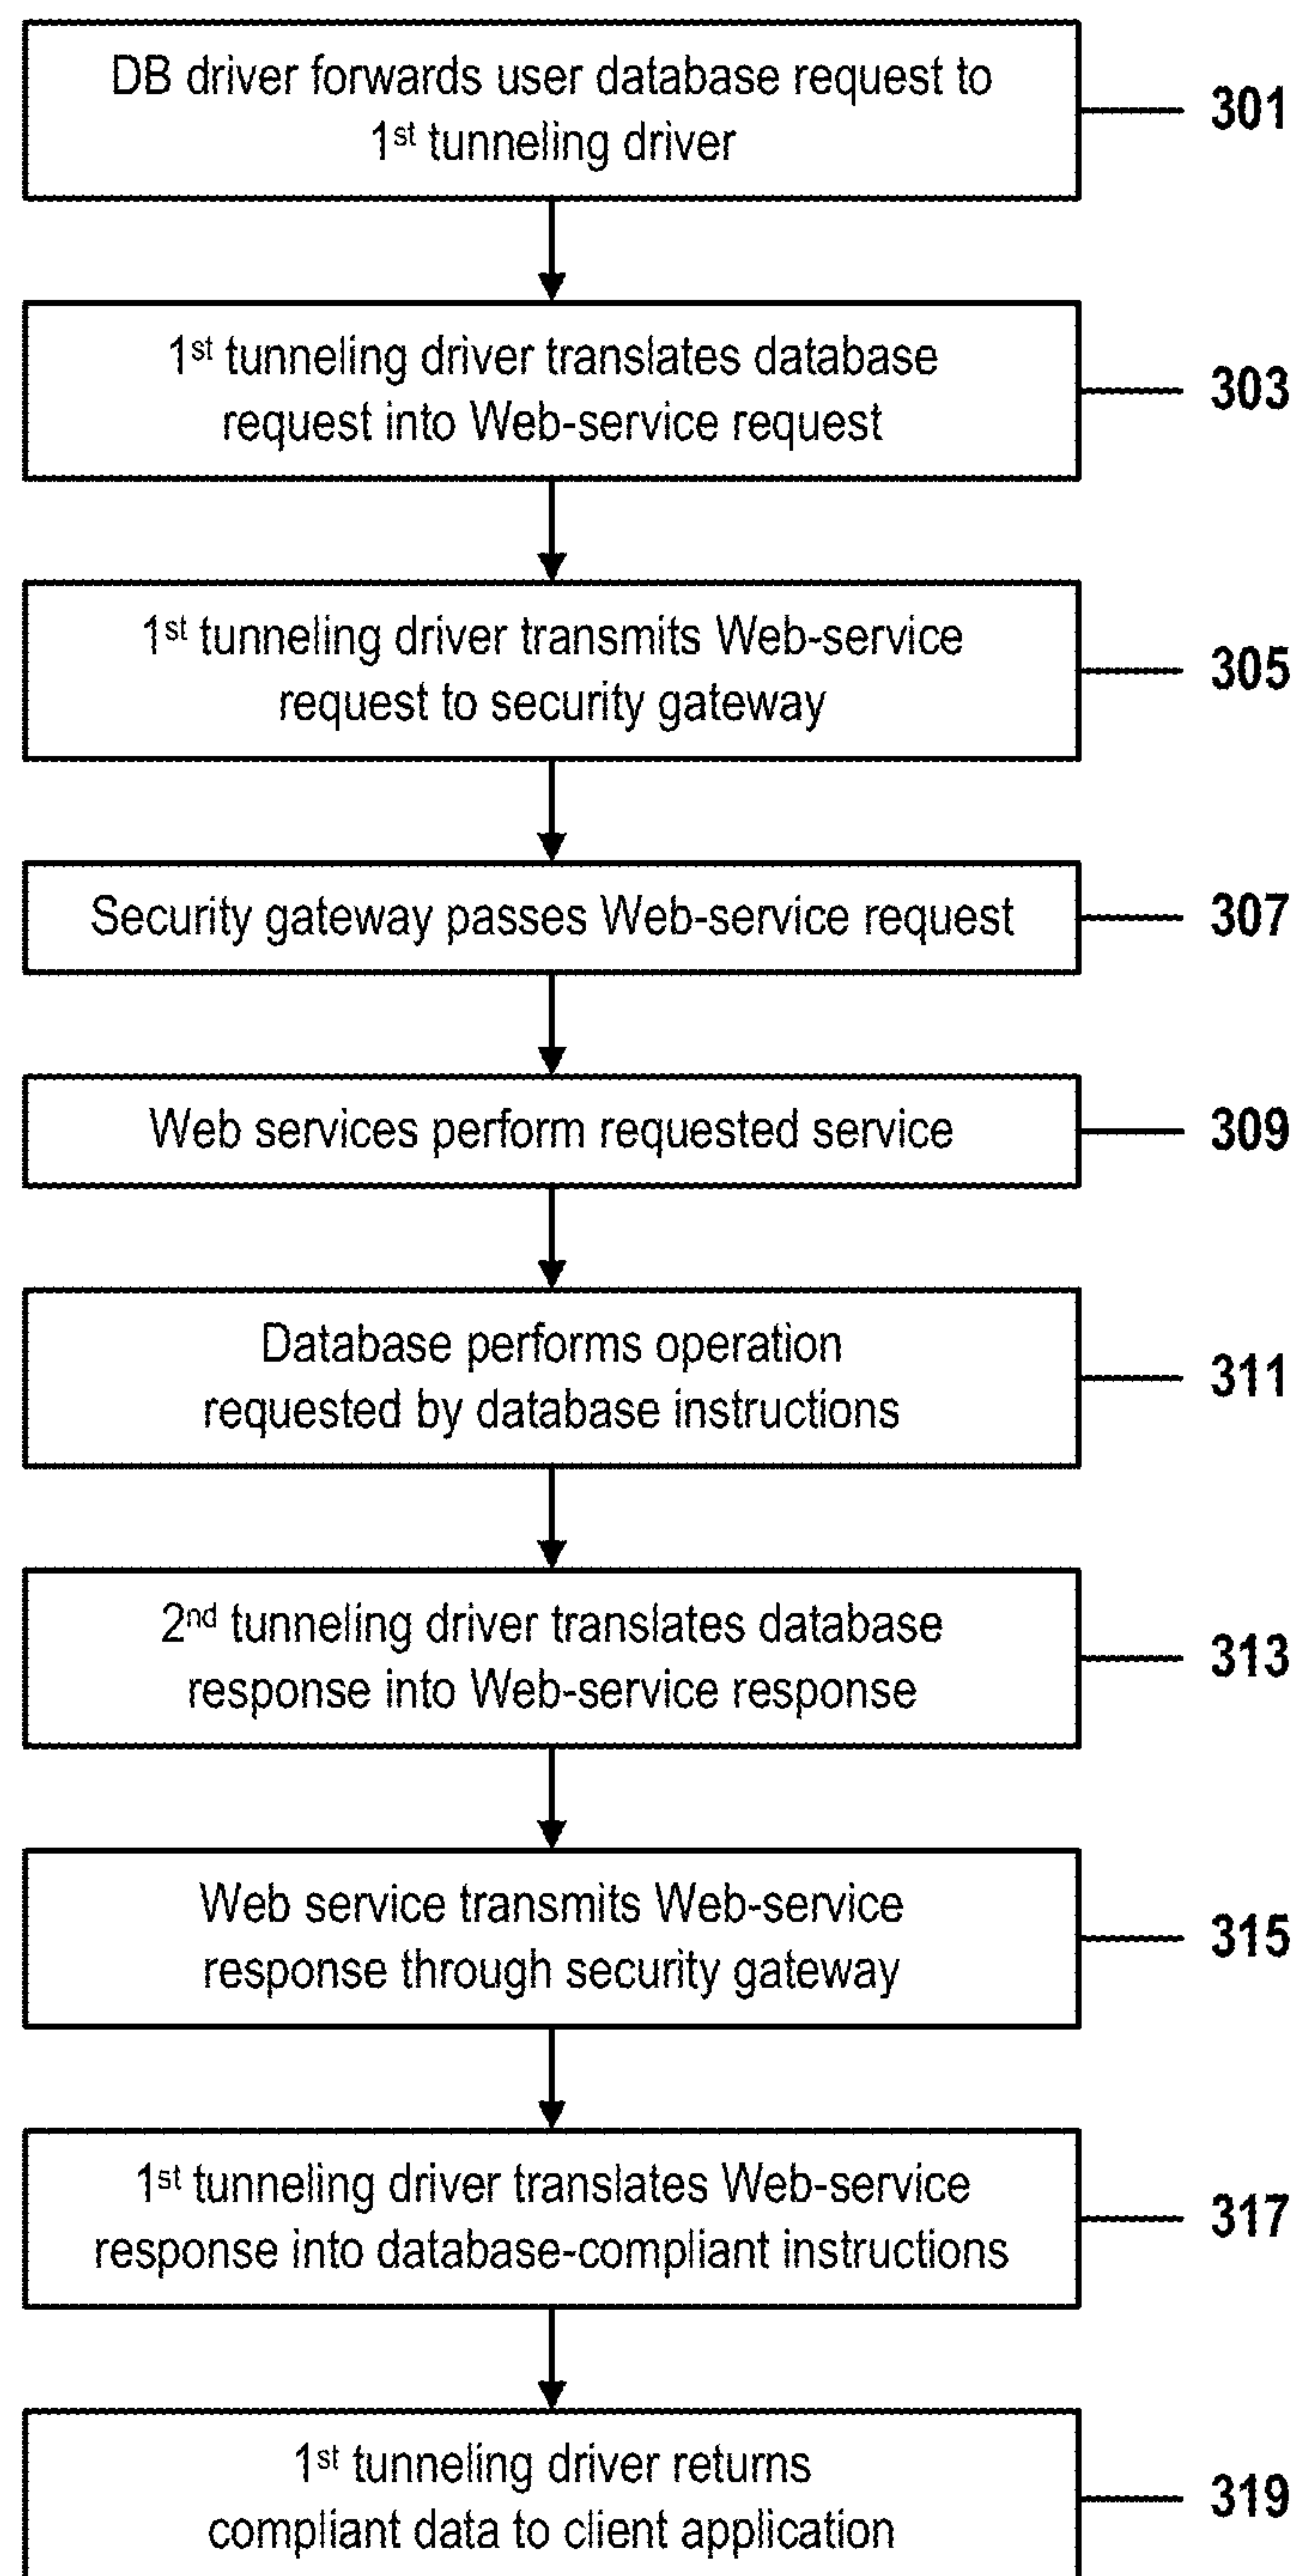 DB driver forwards user database request to
1st tunneling driver
301
1st tunneling driver translates database
request into Web-service request
303
1st tunneling driver transmits Web-service
request to security gateway
305
Security gateway passes Web-service request
307
Web services perform requested service
309
Database performs operation
requested by database instructions
311
2nd tunneling driver translates database
response into Web-service response
313
Web service transmits Web-service
response through security gateway
315
1st tunneling driver translates Web-service
response into database-compliant instructions
317
1st tunneling driver returns
compliant data to client application
319